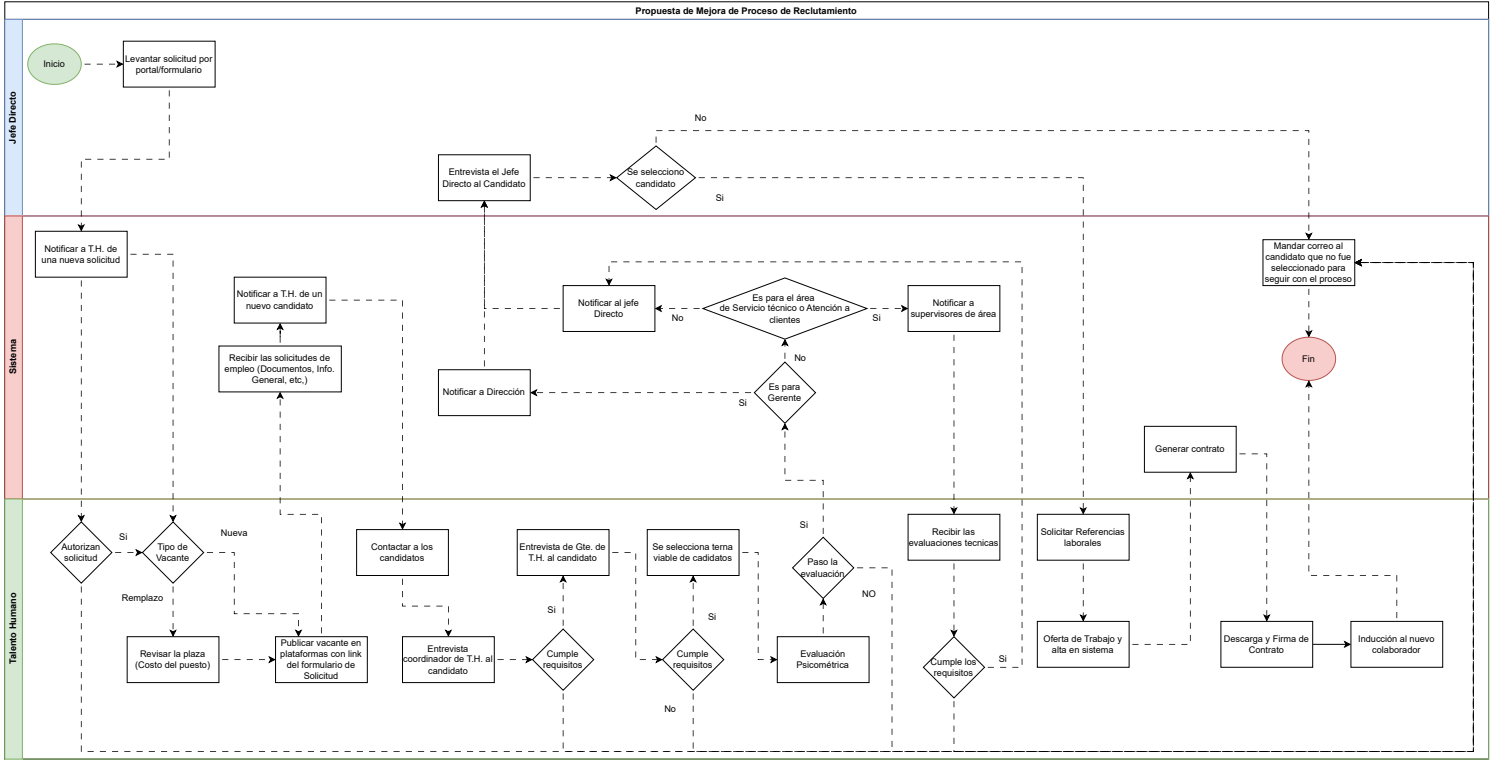 Propuesta de Mejora de Proceso de Reclutamiento
Jefe Directo
Inicio
Levantar solicitud por
portal/formulario
No
Entrevista el Jefe
Directo al Candidato
Se selecciono
candidato
Si
Sistema
Notificar a T.H. de
una nueva solicitud
Mandar correo al
candidato que no fue
seleccionado para
seguir con el proceso
Notificar a T.H. de un
nuevo candidato
Notificar al jefe
Directo
No
Es para el área
de Servicio técnico o Atención a
clientes
Si
Notificar a
supervisores de área
Recibir las solicitudes de
empleo (Documentos, Info.
General, etc,)
No
Fin
Notificar a Dirección
Si
Es para
Gerente
Generar contrato
Talento Humano
Autorizan
solicitud
Si
Tipo de
Vacante
Nueva
Remplazo
Contactar a los
candidatos
Entrevista de Gte. de
T.H. al candidato
Se selecciona terna
viable de cadidatos
Si
Paso la
evaluación
NO
Recibir las
evaluaciones tecnicas
Solicitar Referencias
laborales
Si
Si
Revisar la plaza
(Costo del puesto)
Publicar vacante en
plataformas con link
del formulario de
Solicitud
Entrevista
coordinador de T.H. al
candidato
Cumple
requisitos
Cumple
requisitos
No
Evaluación
Psicométrica
Cumple los
requisitos
Si
Oferta de Trabajo y
alta en sistema
Descarga y Firma de
Contrato
Inducción al nuevo
colaborador